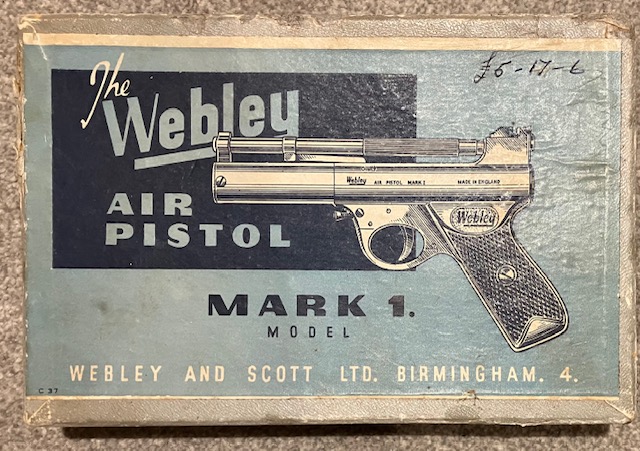 The
£5-17-6
Webley
Webley AIR PISTOL MARK 1 MADE IN ENGLAND
AIR
PISTOL
Webley
MARK 1.
MODEL
WEBLEY AND SCOTT LTD. BIRMINGHAM. 4.
C 37